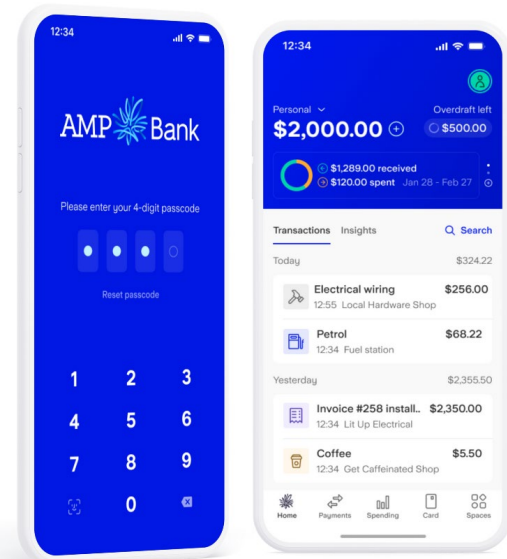 12:34
AMP Bank
Please enter your 4-digit passcode
Reset passcode
1 2 3
4 5 6
7 8 9
0
12:34
Personal Overdraft left
$2,000.00 $500.00
$1,289.00 received
$120.00 spent Jan 28 - Feb 27
Transactions Insights Search
Today $324.22
Electrical wiring $256.00
12:55 Local Hardware Shop
Petrol $68.22
12:34 Fuel station
Yesterday $2,355.50
Invoice #258 install.. $2,350.00
12:34 Lit Up Electrical
Coffee $5.50
12:34 Get Caffeinated Shop
Home Payments Spending Card Spaces